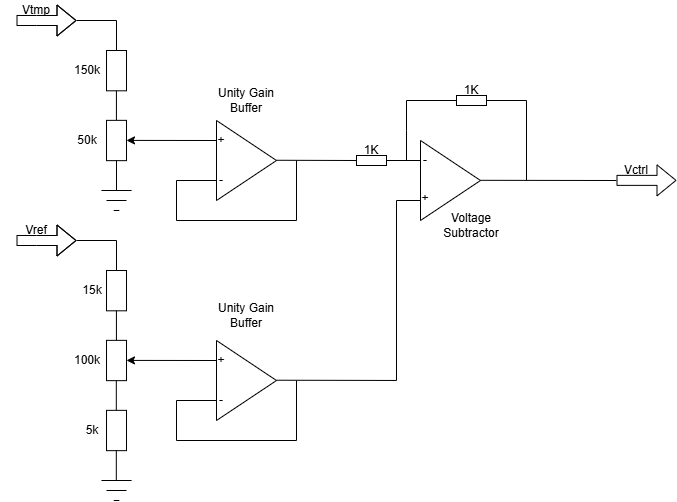 Vtmp
150k
50k
Unity Gain
Buffer
+
-
1K
1K
-
+
Voltage
Subtractor
Vctrl
Vref
15k
100k
5k
Unity Gain
Buffer
+
-